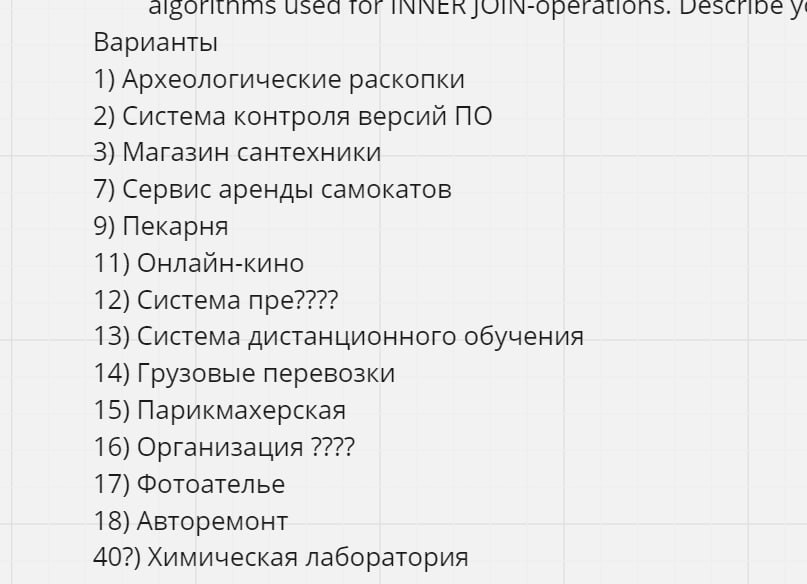 algorithms used for INNER JOIN-operations. Describe yo
Варианты
1) Археологические раскопки
2) Система контроля версий ПО
3) Магазин сантехники
7) Сервис аренды самокатов
9) Пекарня
11) Онлайн-кино
12) Система пре????
13) Система дистанционного обучения
14) Грузовые перевозки
15) Парикмахерская
16) Организация ????
17) Фотоателье
18) Авторемонт
40?) Химическая лаборатория